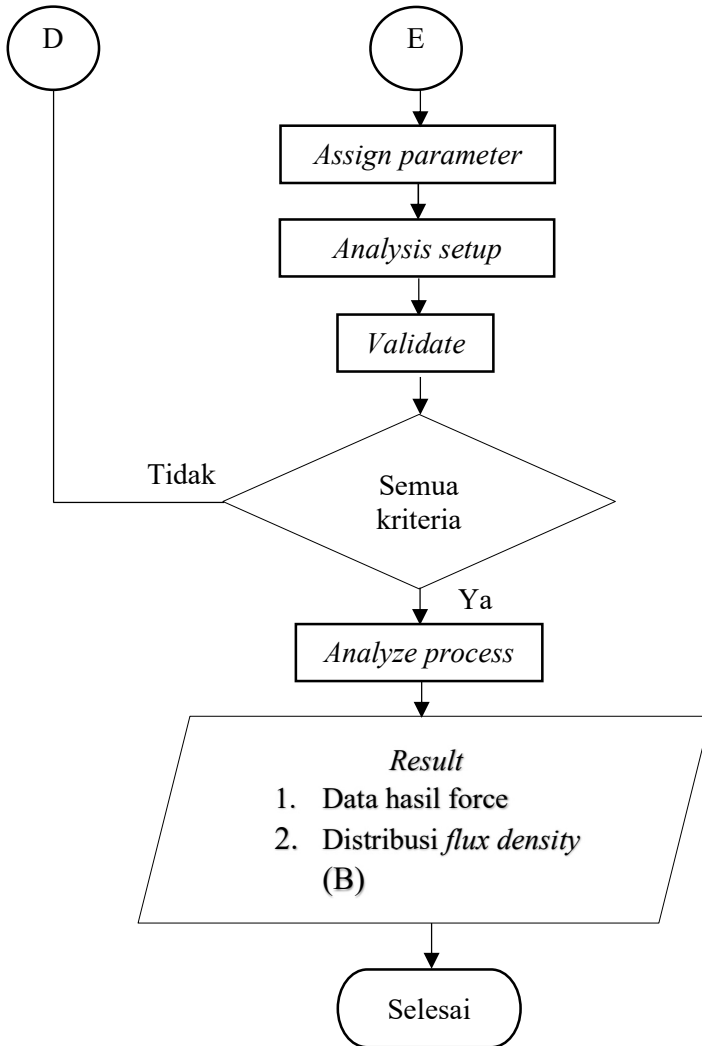 D
E
Assign parameter
Analysis setup
Validate
Tidak
Semua
kriteria
Ya
Analyze process
Result
1. Data hasil force
2. Distribusi flux density
(B)
Selesai